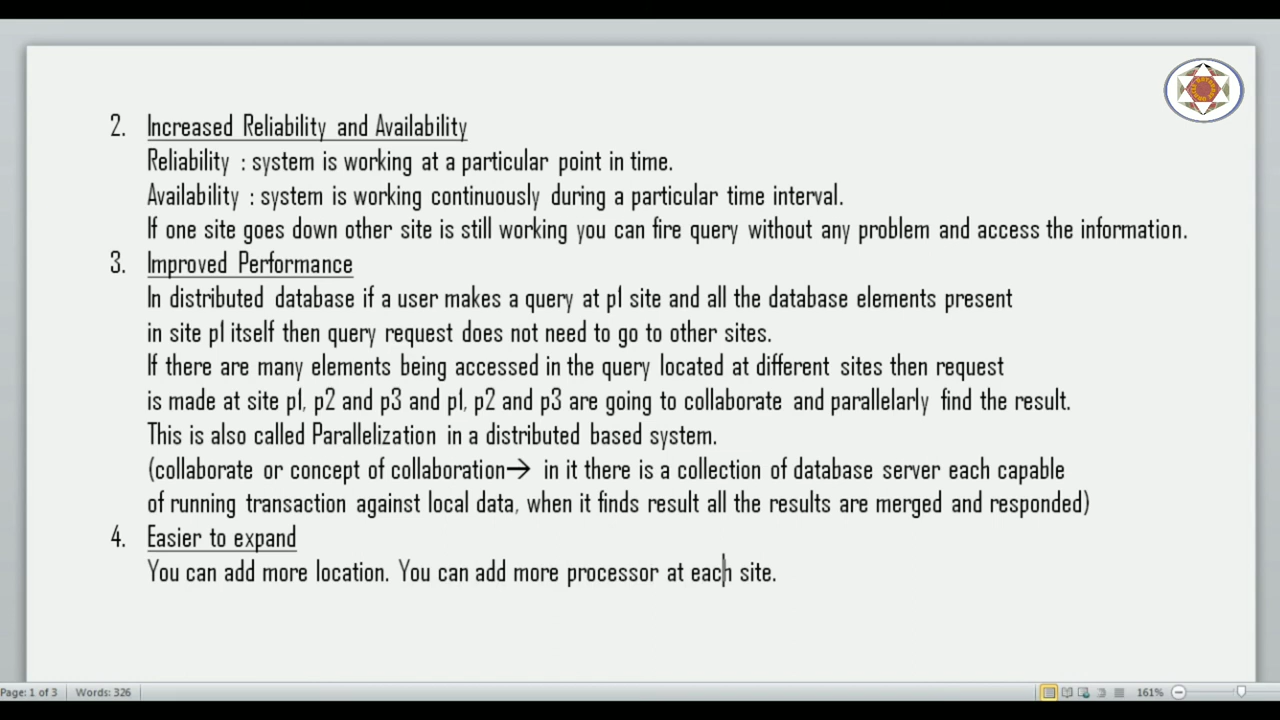 2. Increased Reliability and Availability
Reliability : system is working at a particular point in time.
Availability : system is working continuously during a particular time interval.
If one site goes down other site is still working you can fire query without any problem and access the information.
3. Improved Performance
In distributed database if a user makes a query at p1 site and all the database elements present
in site p1 itself then query request does not need to go to other sites.
If there are many elements being accessed in the query located at different sites then request
is made at site p1, p2 and p3 and p1, p2 and p3 are going to collaborate and parallelarly find the result.
This is also called Parallelization in a distributed based system.
(collaborate or concept of collaboration→ in it there is a collection of database server each capable
of running transaction against local data, when it finds result all the results are merged and responded)
4. Easier to expand
You can add more location. You can add more processor at each site.
Page: 1 of 3 Words: 326 161%